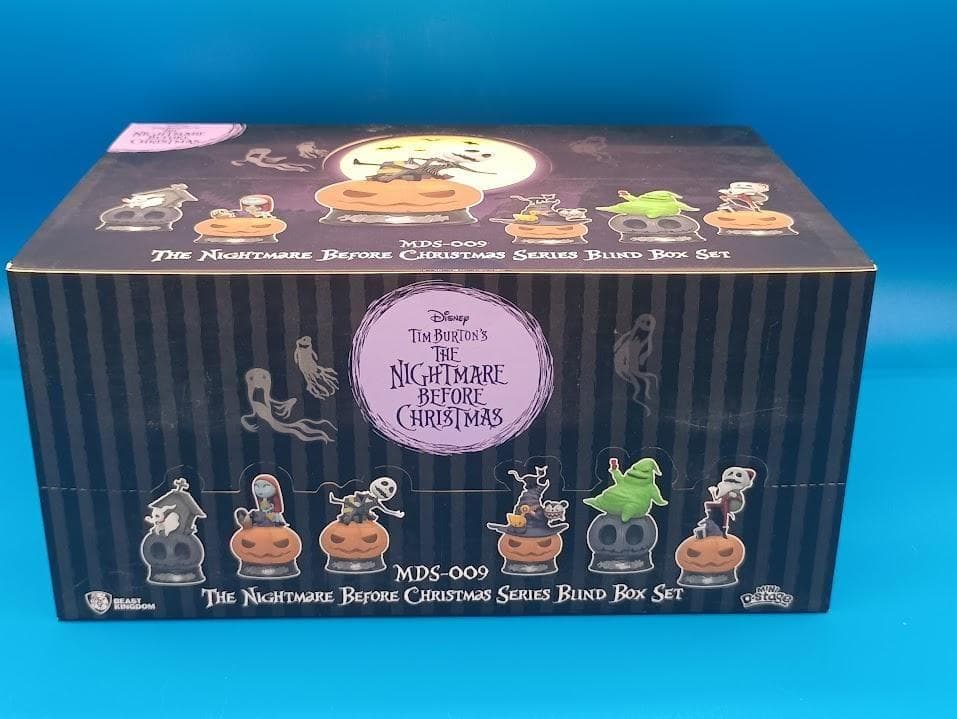 THE
NIGHTMARE
BEFORE
CHRISTMAS
MDS-009
THE NIGHTMARE BEFORE CHRISTMAS SERIES BLIND BOX SET
Disney
TIM BURTON'S
THE
NIGHTMARE
BEFORE
CHRISTMAS
MDS-009
THE NIGHTMARE BEFORE CHRISTMAS SERIES BLIND BOX SET
BEAST
KINGDOM
MINI
D-Stage